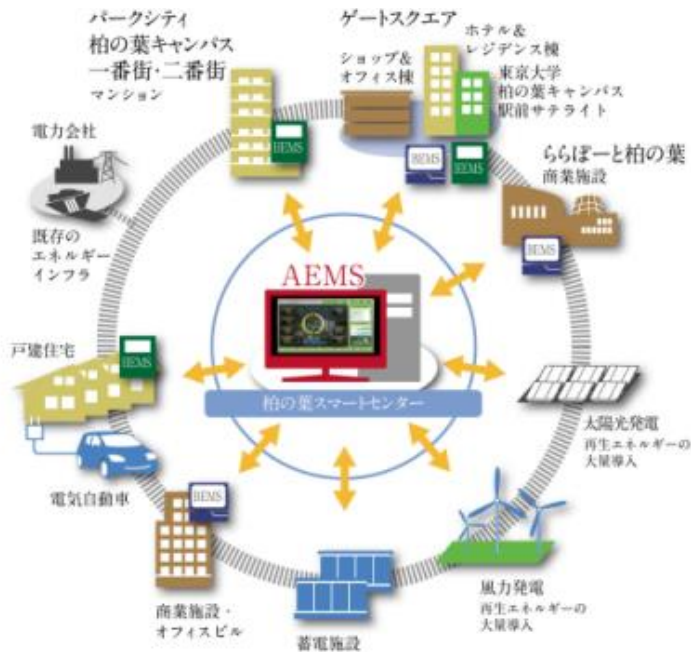 パークシティ
柏の葉キャンパス
一番街・二番街
マンション
HEMS
ゲートスクエア
ショップ&
オフィス棟
ホテル&
レジデンス棟
東京大学
柏の葉キャンパス
駅前サテライト
BEMS
HEMS
ららぽーと柏の葉
商業施設
BEMS
電力会社
既存の
エネルギー
インフラ
AEMS
柏の葉スマートセンター
戸建住宅
HEMS
電気自動車
太陽光発電
再生エネルギーの
大量導入
BEMS
商業施設・
オフィスビル
蓄電施設
風力発電
再生エネルギーの
大量導入